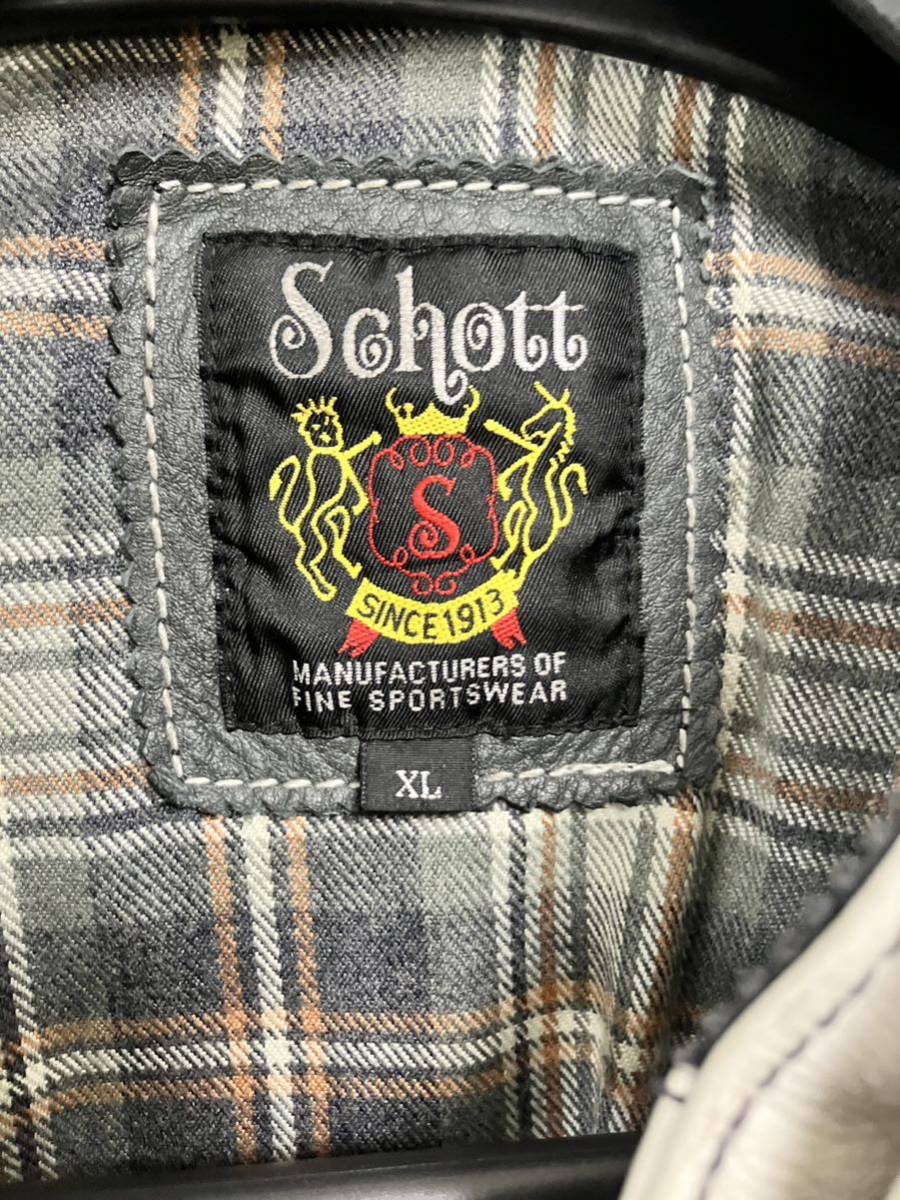 Schott
S
SINCE 1913
MANUFACTURERS OF
FINE SPORTSWEAR
XL